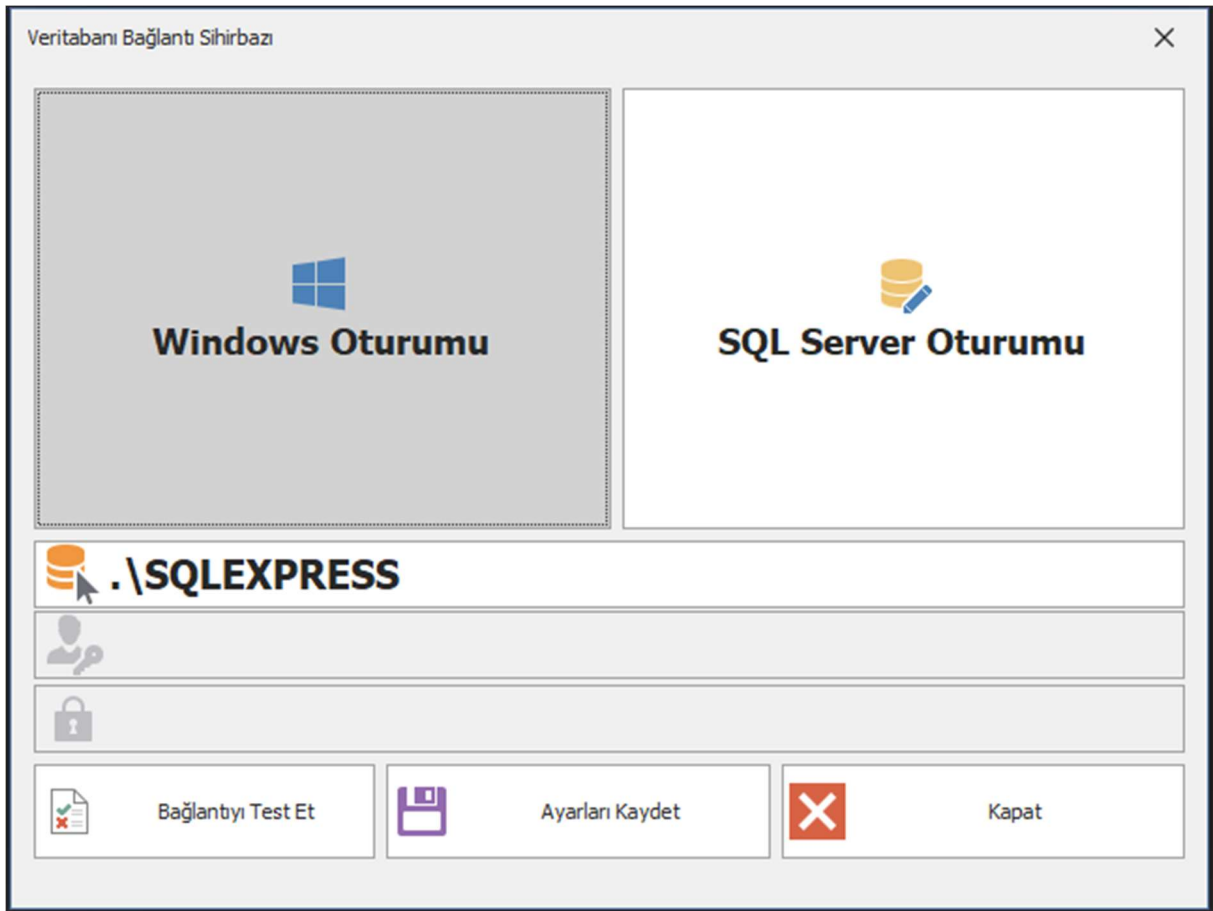 Veritabanı Bağlantı Sihirbazı
Windows Oturumu
SQL Server Oturumu
.\SQLEXPRESS
Bağlantıyı Test Et
Ayarları Kaydet
Kapat